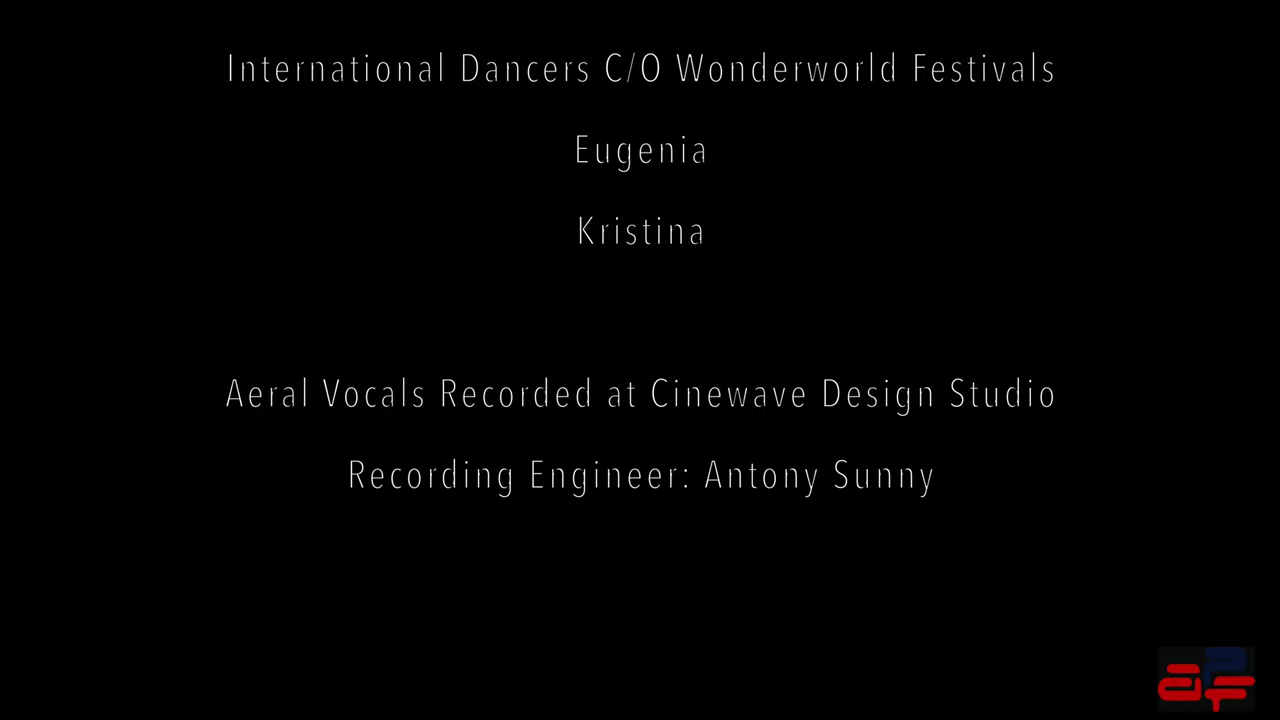 International Dancers C/O Wonderworld Festivals
Eugenia
Kristina
Aeral Vocals Recorded at Cinewave Design Studio
Recording Engineer: Antony Sunny